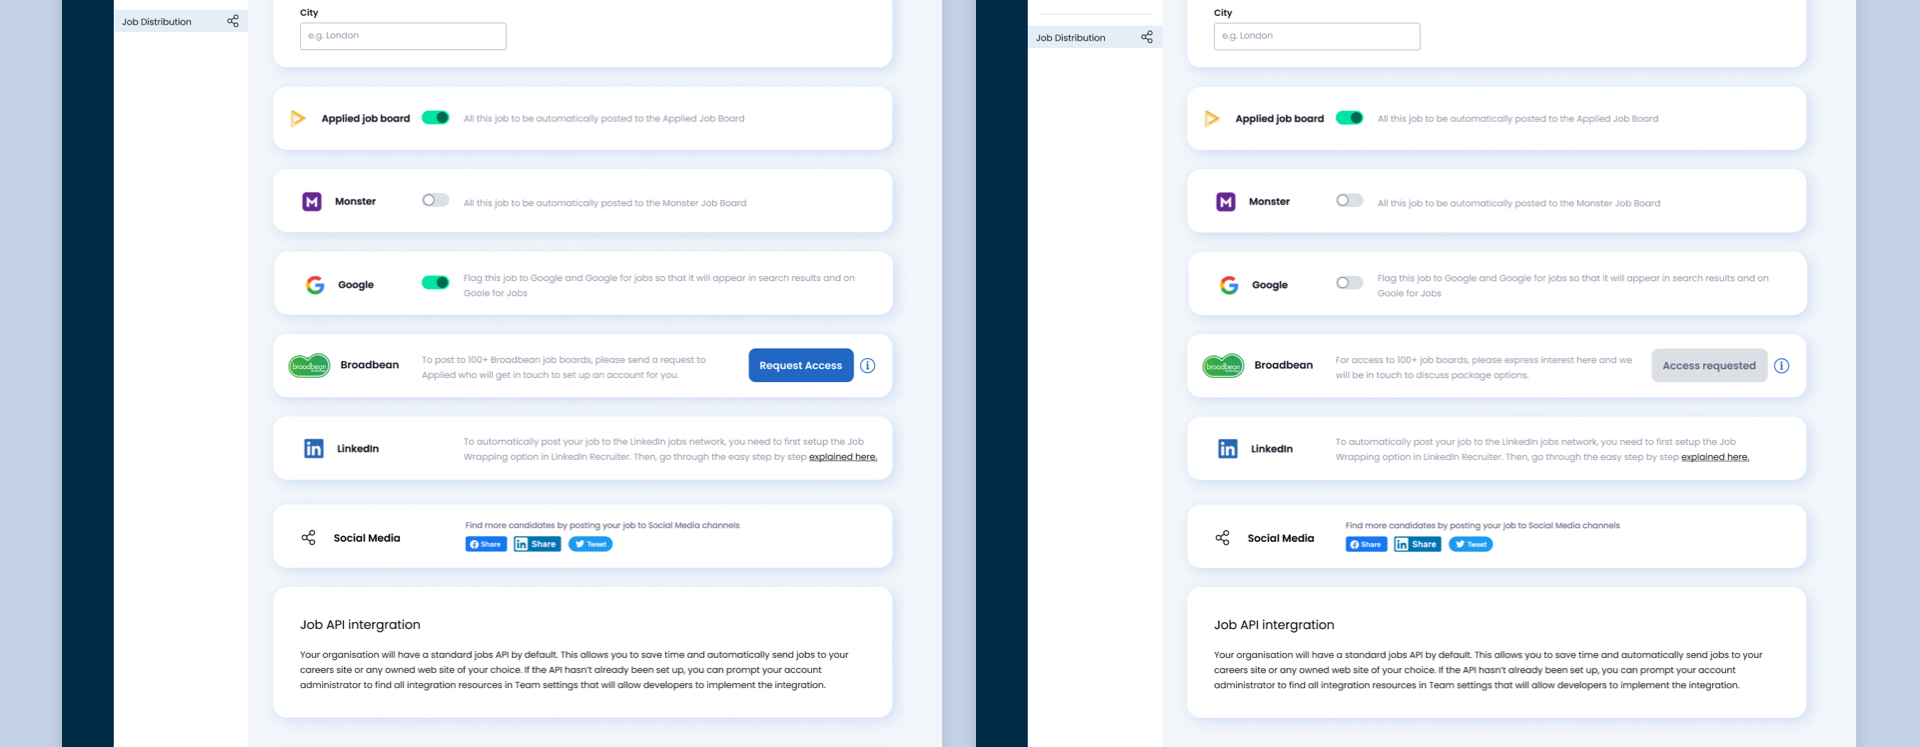 Job Distribution
City
e.g. London
Applied job board
All this job to be automatically posted to the Applied Job Board
Monster
All this job to be automatically posted to the Monster Job Board
Google
Flag this job to Google and Google for jobs so that it will appear in search results and on
Goole for Jobs
broadbean
Broadbean
To post to 100+ Broadbean job boards, please send a request to
Applied who will get in touch to set up an account for you.
Request Access
LinkedIn
To automatically post your job to the LinkedIn jobs network, you need to first setup the Job
Wrapping option in LinkedIn Recruiter. Then, go through the easy step by step explained here.
Social Media
Find more candidates by posting your job to Social Media channels
Share
Share
Tweet
Job API intergration
Your organisation will have a standard jobs API by default. This allows you to save time and automatically send jobs to your
careers site or any owned web site of your choice. If the API hasn't already been set up, you can prompt your account
administrator to find all integration resources in Team settings that will allow developers to implement the integration.
Job Distribution
City
e.g. London
Applied job board
All this job to be automatically posted to the Applied Job Board
Monster
All this job to be automatically posted to the Monster Job Board
Google
Flag this job to Google and Google for jobs so that it will appear in search results and on
Goole for Jobs
broadbean
Broadbean
For access to 100+ job boards, please express interest here and we
will be in touch to discuss package options.
Access requested
LinkedIn
To automatically post your job to the LinkedIn jobs network, you need to first setup the Job
Wrapping option in LinkedIn Recruiter. Then, go through the easy step by step explained here.
Social Media
Find more candidates by posting your job to Social Media channels
Share
Share
Tweet
Job API intergration
Your organisation will have a standard jobs API by default. This allows you to save time and automatically send jobs to your
careers site or any owned web site of your choice. If the API hasn't already been set up, you can prompt your account
administrator to find all integration resources in Team settings that will allow developers to implement the integration.